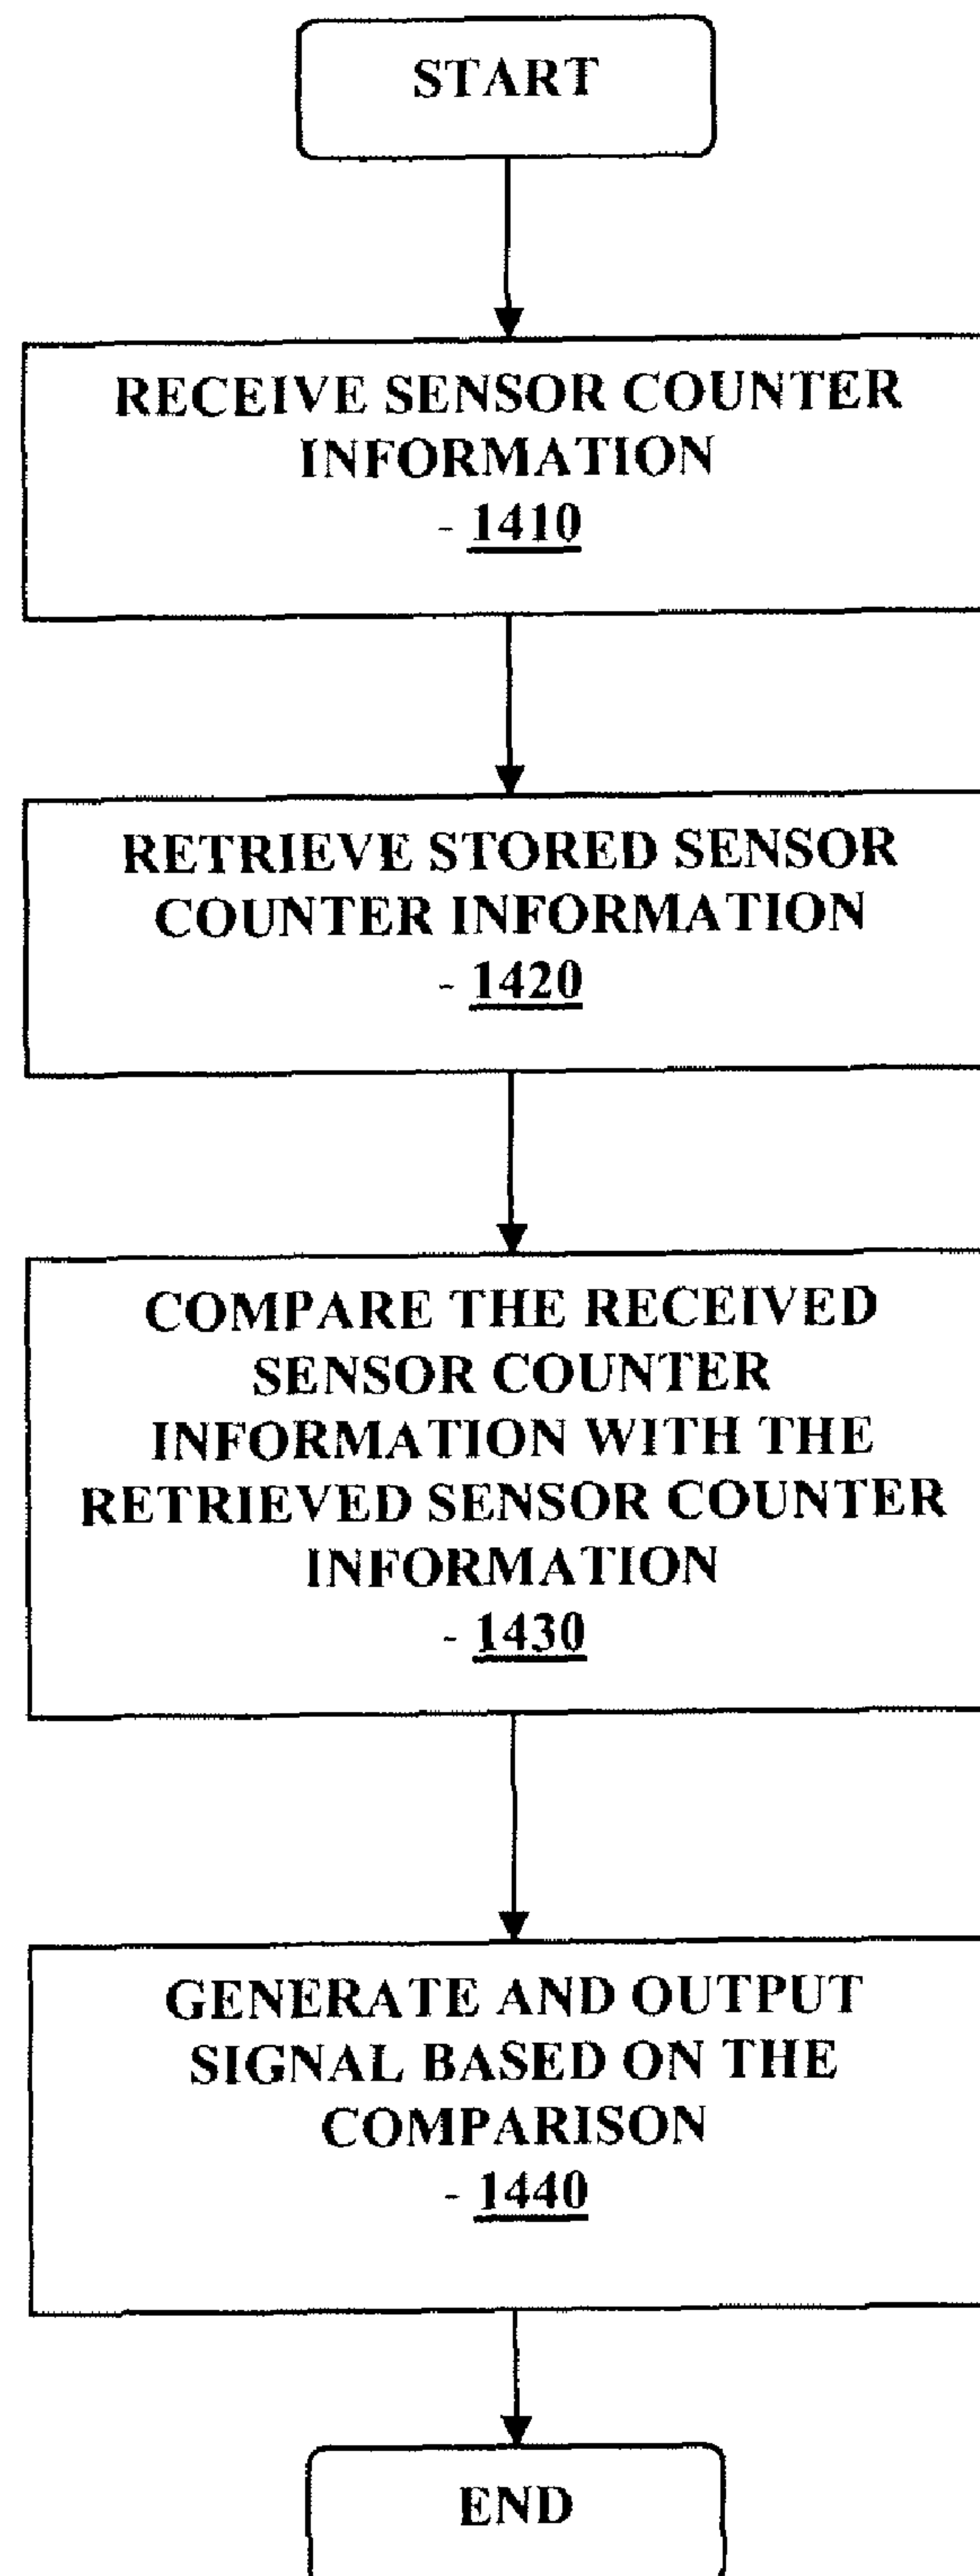 START
RECEIVE SENSOR COUNTER
INFORMATION
- 1410
RETRIEVE STORED SENSOR
COUNTER INFORMATION
- 1420
COMPARE THE RECEIVED
SENSOR COUNTER
INFORMATION WITH THE
RETRIEVED SENSOR COUNTER
INFORMATION
- 1430
GENERATE AND OUTPUT
SIGNAL BASED ON THE
COMPARISON
- 1440
END